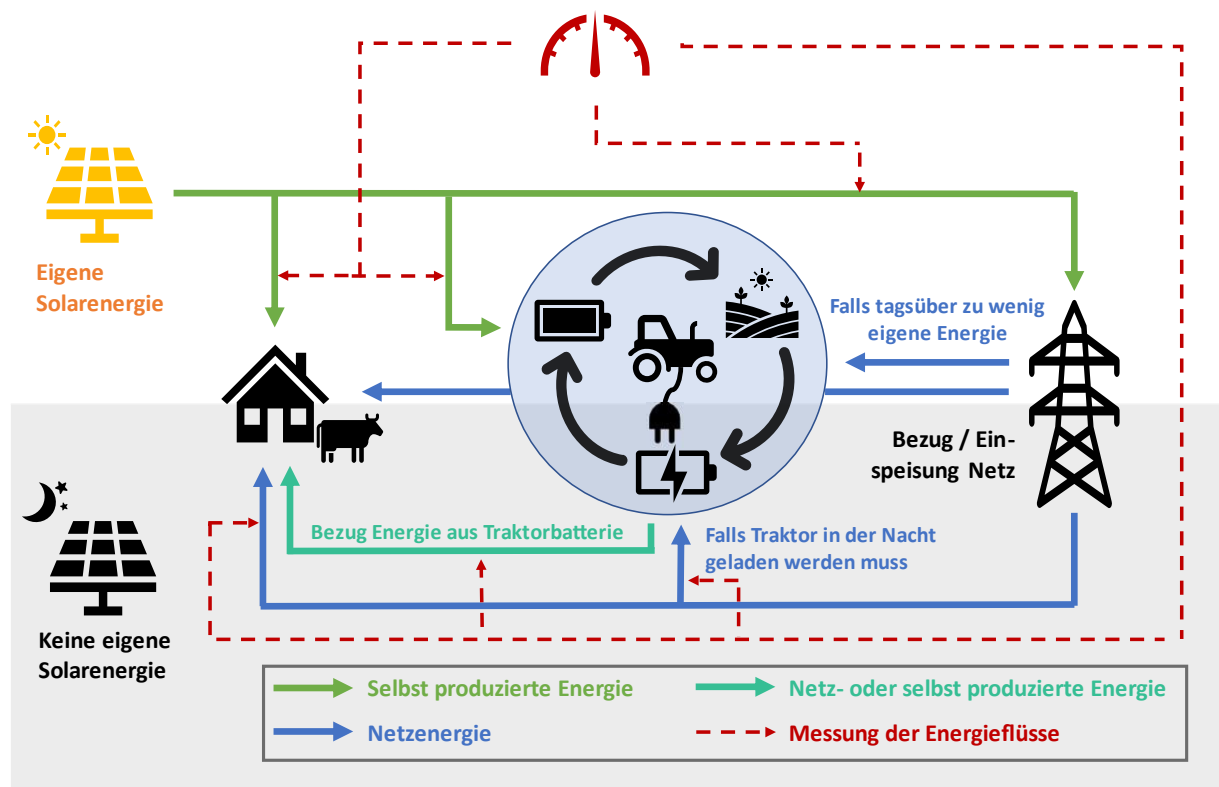 Eigene
Solarenergie
Falls tagsüber zu wenig
eigene Energie
Bezug / Ein-
speisung Netz
Bezug Energie aus Traktorbatterie
Falls Traktor in der Nacht
geladen werden muss
Keine eigene
Solarenergie
Selbst produzierte Energie
Netz- oder selbst produzierte Energie
Netzenergie
Messung der Energieflüsse